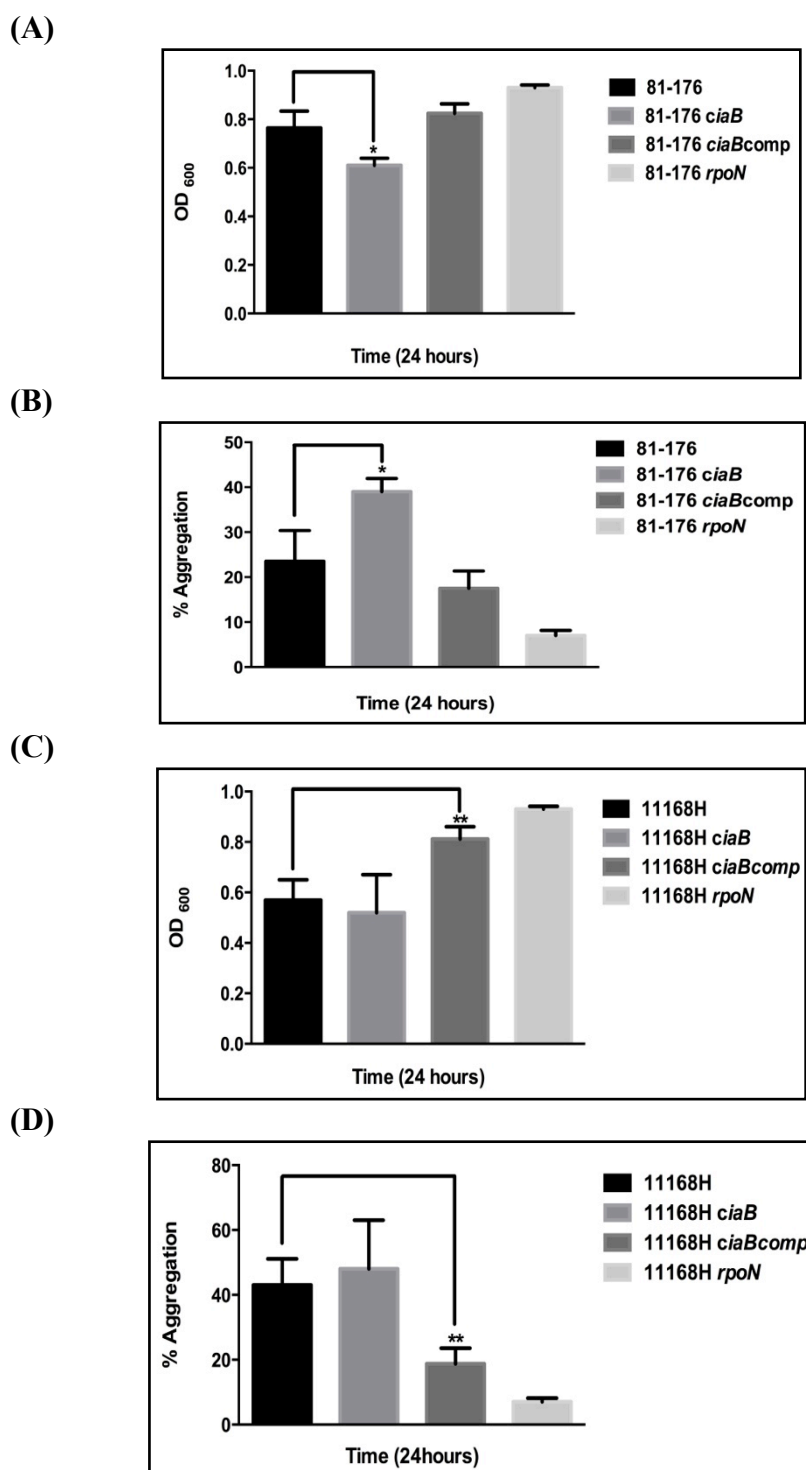 (A)
1.0
0.8
0.6
0.4
0.2
0.0
OD 600
*
Time (24 hours)
81-176
81-176 ciaB
81-176 ciaBcomp
81-176 rpoN
(B)
50
40
30
20
10
0
% Aggregation
*
Time (24 hours)
81-176
81-176 ciaB
81-176 ciaBcomp
81-176 rpoN
(C)
1.0
0.8
0.6
0.4
0.2
0.0
OD 600
**
Time (24 hours)
11168H
11168H ciaB
11168H ciaBcomp
11168H rpoN
(D)
80
60
40
20
0
% Aggregation
**
Time (24hours)
11168H
11168H ciaB
11168H ciaBcomp
11168H rpoN